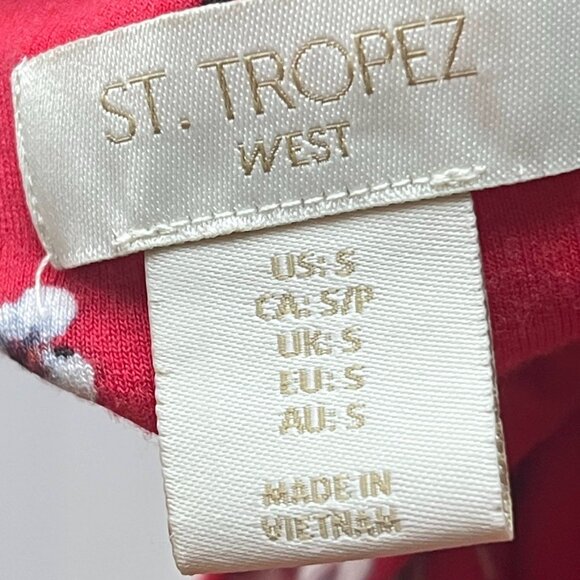 ST. TROPEZ
WEST
US: S
CA: S/P
UK: S
EU: S
AU: S
MADE IN
VIETNAM